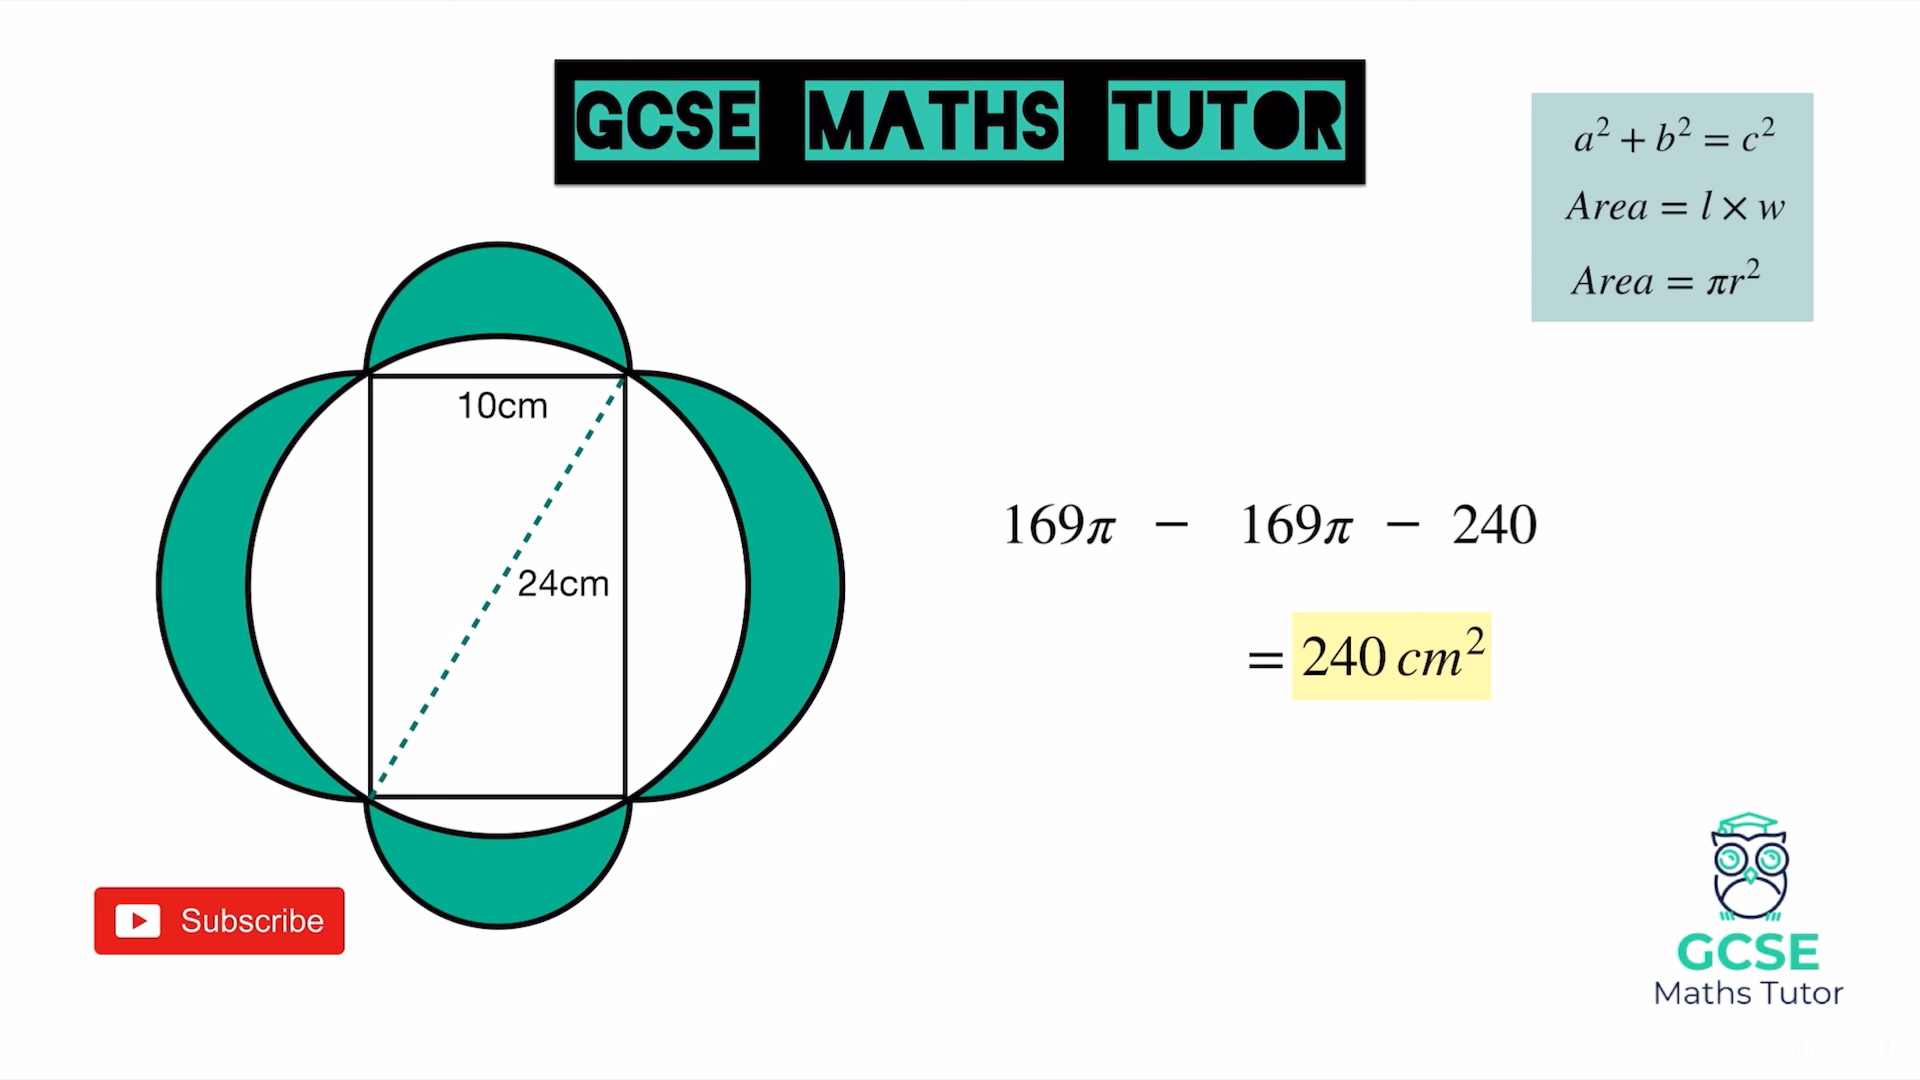 GCSE MATHS TUTOR
a² + b² = c²
Area = l × w
Area = πr²
10cm
24cm
169π − 169π − 240
= 240 cm²
Subscribe
GCSE
Maths Tutor